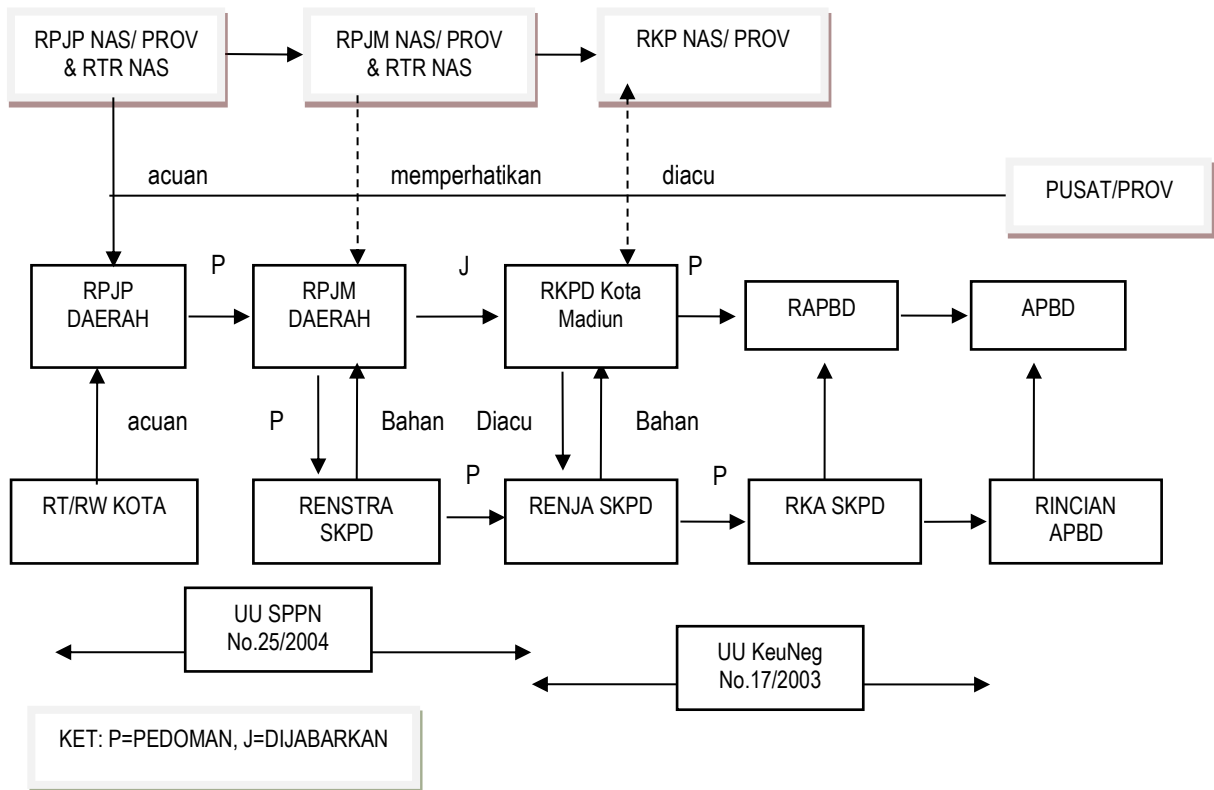 RPJP NAS/ PROV
& RTR NAS
RPJM NAS/ PROV
& RTR NAS
RKP NAS/ PROV
acuan
memperhatikan
diacu
PUSAT/PROV
RPJP
DAERAH
P
RPJM
DAERAH
J
RKPD Kota
Madiun
P
RAPBD
APBD
acuan
P
Bahan
Diacu
Bahan
RT/RW KOTA
RENSTRA
SKPD
P
RENJA SKPD
P
RKA SKPD
RINCIAN
APBD
UU SPPN
No.25/2004
UU KeuNeg
No.17/2003
KET: P=PEDOMAN, J=DIJABARKAN